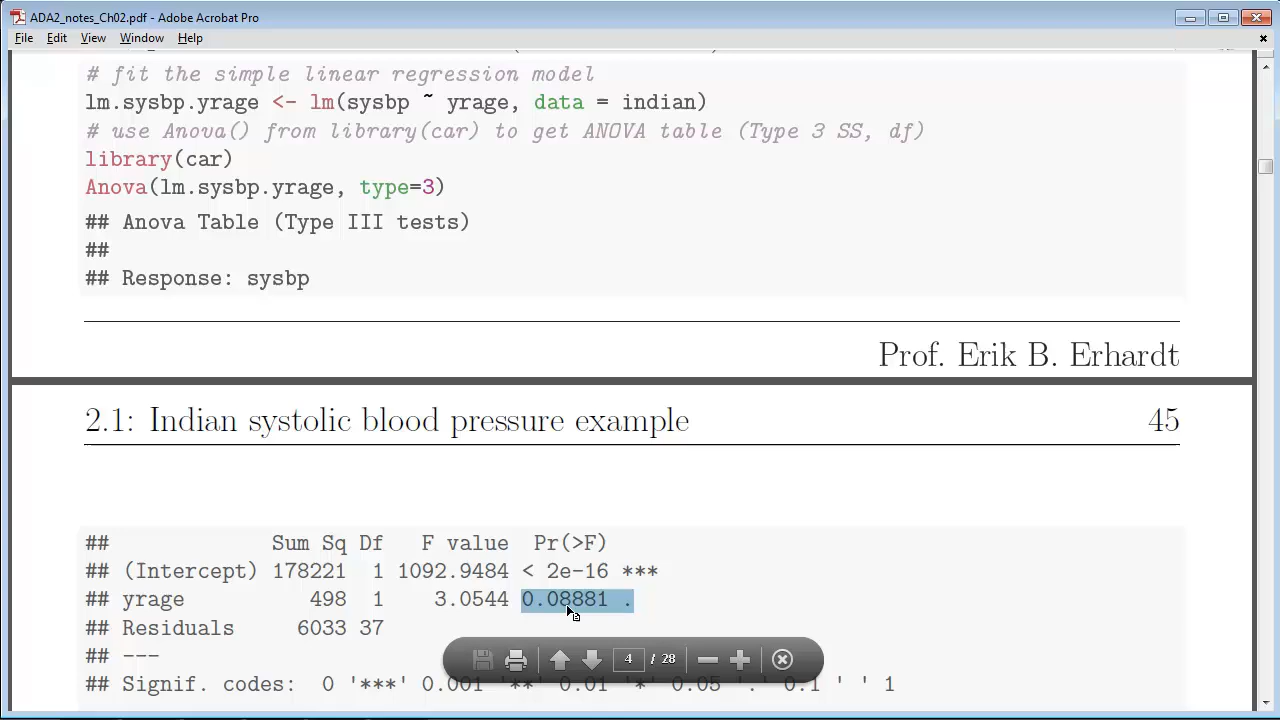 ADA2_notes_Ch02.pdf - Adobe Acrobat Pro
File Edit View Window Help
# fit the simple linear regression model
lm.sysbp.yrage <- lm(sysbp ~ yrage, data = indian)
# use Anova() from library(car) to get ANOVA table (Type 3 SS, df)
library(car)
Anova(lm.sysbp.yrage, type=3)
## Anova Table (Type III tests)
##
## Response: sysbp
Prof. Erik B. Erhardt
2.1: Indian systolic blood pressure example 45
## Sum Sq Df F value Pr(>F)
## (Intercept) 178221 1 1092.9484 < 2e-16 ***
## yrage 498 1 3.0544 0.08881 .
## Residuals 6033 37
## ---
4 / 28
## Signif. codes: 0 '***' 0.001 '**' 0.01 '*' 0.05 '.' 0.1 ' ' 1